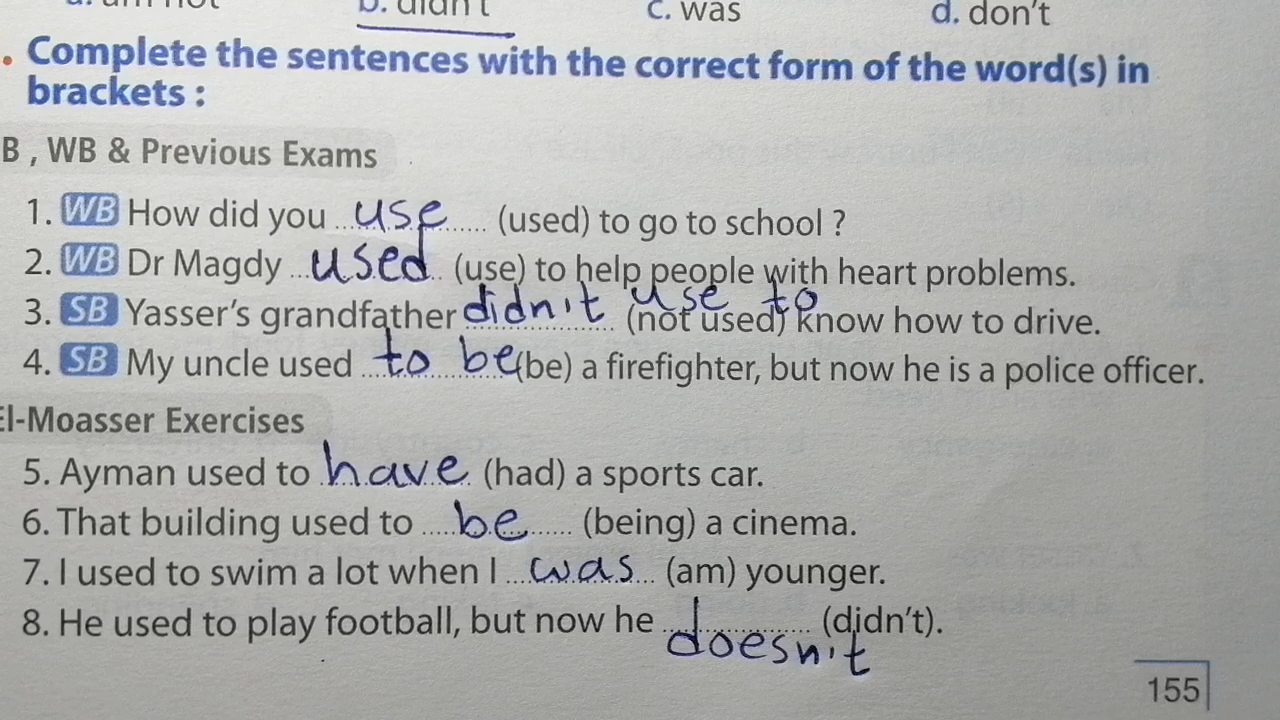 b. didn't c. was d. don't
. Complete the sentences with the correct form of the word(s) in
brackets :
B , WB & Previous Exams
1. WB How did you use (used) to go to school ?
2. WB Dr Magdy used (use) to help people with heart problems.
3. SB Yasser's grandfather didn't use to (not used) know how to drive.
4. SB My uncle used to be (be) a firefighter, but now he is a police officer.
El-Moasser Exercises
5. Ayman used to have (had) a sports car.
6. That building used to be (being) a cinema.
7. I used to swim a lot when I was (am) younger.
8. He used to play football, but now he doesn't (didn't).
155